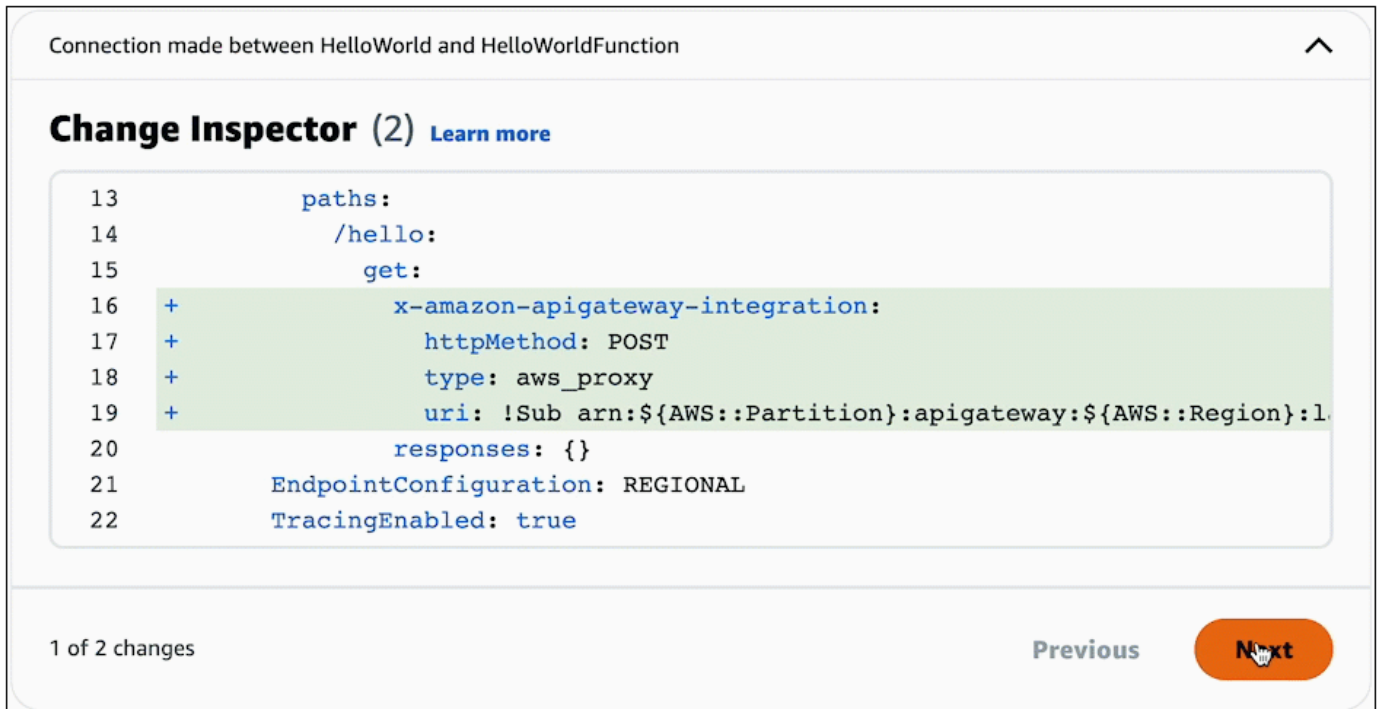 Connection made between HelloWorld and HelloWorldFunction
Change Inspector (2) Learn more
13 paths:
14 /hello:
15 get:
16 + x-amazon-apigateway-integration:
17 + httpMethod: POST
18 + type: aws_proxy
19 + uri: !Sub arn:${AWS::Partition}:apigateway:${AWS::Region}:l
20 responses: {}
21 EndpointConfiguration: REGIONAL
22 TracingEnabled: true
1 of 2 changes Previous Next